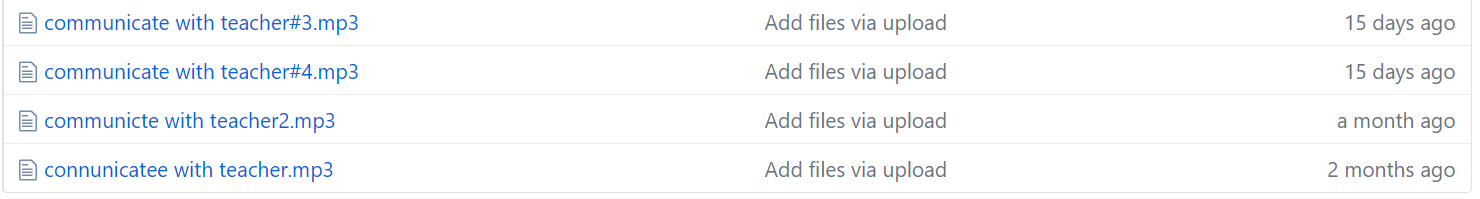 communicate with teacher#3.mp3 Add files via upload 15 days ago
communicate with teacher#4.mp3 Add files via upload 15 days ago
communicte with teacher2.mp3 Add files via upload a month ago
connunicatee with teacher.mp3 Add files via upload 2 months ago